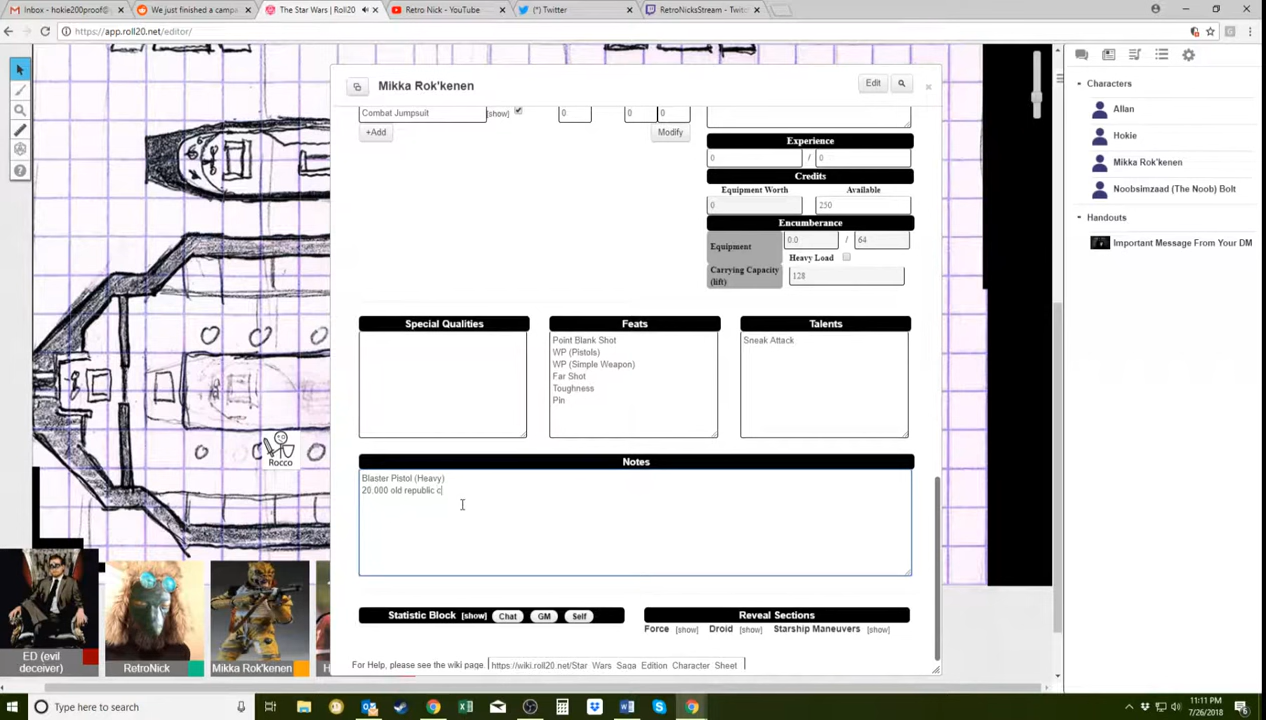 Inbox - hokie200proof@g
We just finished a campa
The Star Wars | Roll20
Retro Nick - YouTube
(*) Twitter
RetroNicksStream - Twitc
https://app.roll20.net/editor/
Mikka Rok'kenen
Edit
Combat Jumpsuit
[show]
0
0
0
+Add
Modify
Experience
0 / 0
Credits
Equipment Worth
Available
0
250
Encumberance
Equipment
0.0 / 64
Heavy Load
Carrying Capacity
(lift)
128
Special Qualities
Feats
Point Blank Shot
WP (Pistols)
WP (Simple Weapon)
Far Shot
Toughness
Pin
Talents
Sneak Attack
Notes
Blaster Pistol (Heavy)
20.000 old republic c
Statistic Block [show] Chat GM Self
Reveal Sections
Force [show] Droid [show] Starship Maneuvers [show]
For Help, please see the wiki page.
https://wiki.roll20.net/Star_Wars_Saga_Edition_Character_Sheet
Characters
Allan
Hokie
Mikka Rok'kenen
Noobsimzaad (The Noob) Bolt
Handouts
Important Message From Your DM
Rocco
ED (evil
deceiver)
RetroNick
Mikka Rok'kenen
Type here to search
11:11 PM
7/26/2018